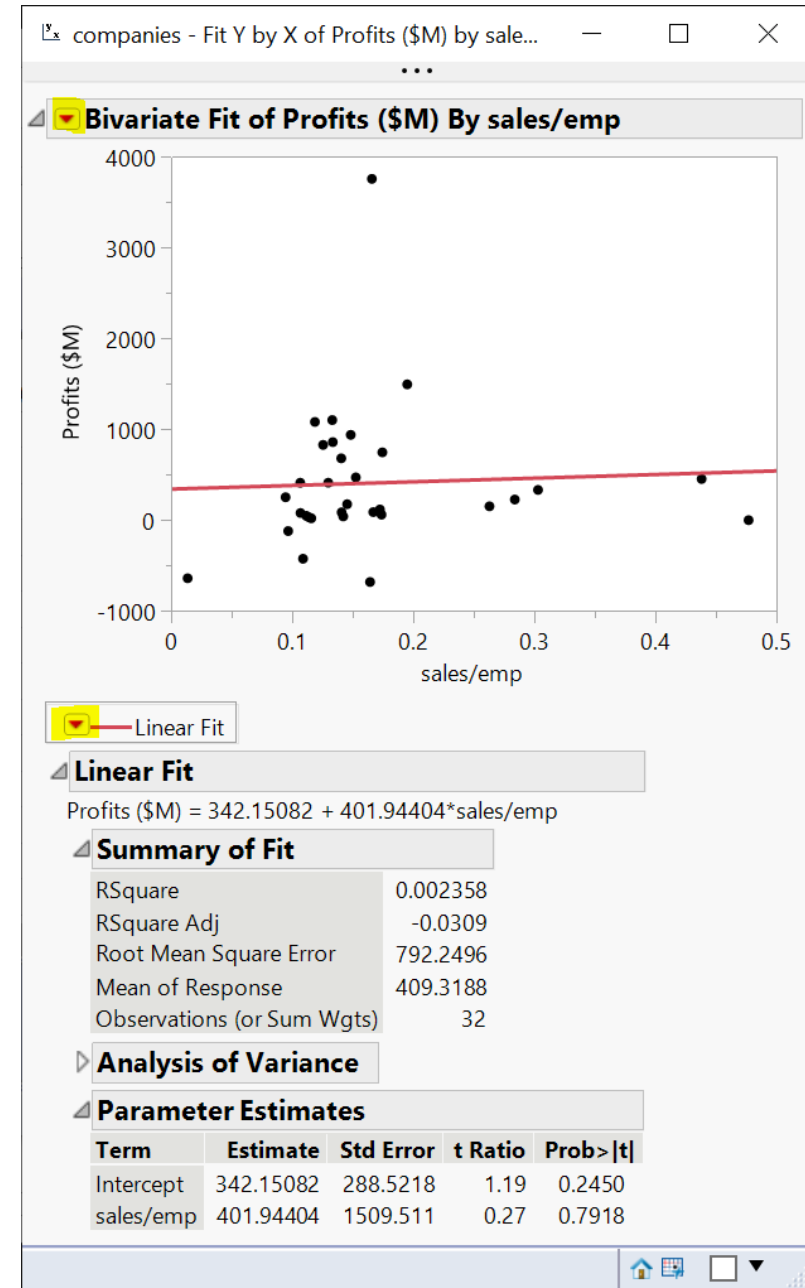 companies - Fit Y by X of Profits ($M) by sale...
Bivariate Fit of Profits ($M) By sales/emp
4000
3000
2000
1000
0
-1000
Profits ($M)
0 0.1 0.2 0.3 0.4 0.5
sales/emp
Linear Fit
Linear Fit
Profits ($M) = 342.15082 + 401.94404*sales/emp
Summary of Fit
RSquare 0.002358
RSquare Adj -0.0309
Root Mean Square Error 792.2496
Mean of Response 409.3188
Observations (or Sum Wgts) 32
Analysis of Variance
Parameter Estimates
Term Estimate Std Error t Ratio Prob>|t|
Intercept 342.15082 288.5218 1.19 0.2450
sales/emp 401.94404 1509.511 0.27 0.7918